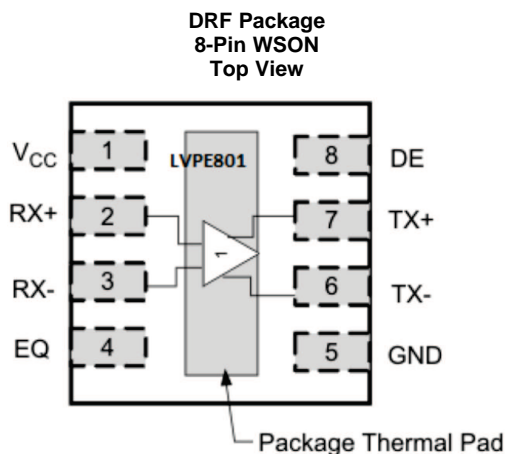 DRF Package
8-Pin WSON
Top View
VCC 1 LVPE801 8 DE
RX+ 2 7 TX+
1
RX- 3 6 TX-
EQ 4 5 GND
Package Thermal Pad